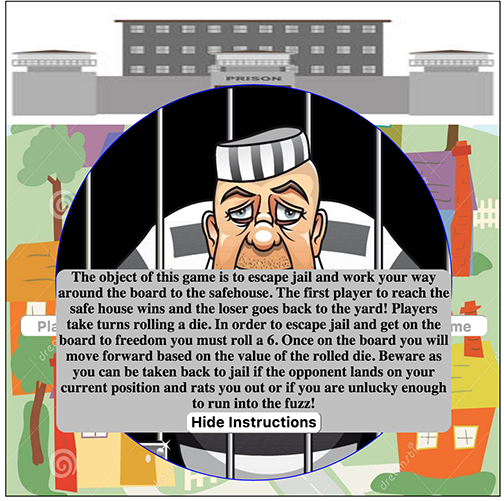 PRISON
The object of this game is to escape jail and work your way
around the board to the safehouse. The first player to reach the
safe house wins and the loser goes back to the yard! Players
take turns rolling a die. In order to escape jail and get on the
board to freedom you must roll a 6. Once on the board you will
move forward based on the value of the rolled die. Beware as
you can be taken back to jail if the opponent lands on your
current position and rats you out or if you are unlucky enough
to run into the fuzz!
Hide Instructions